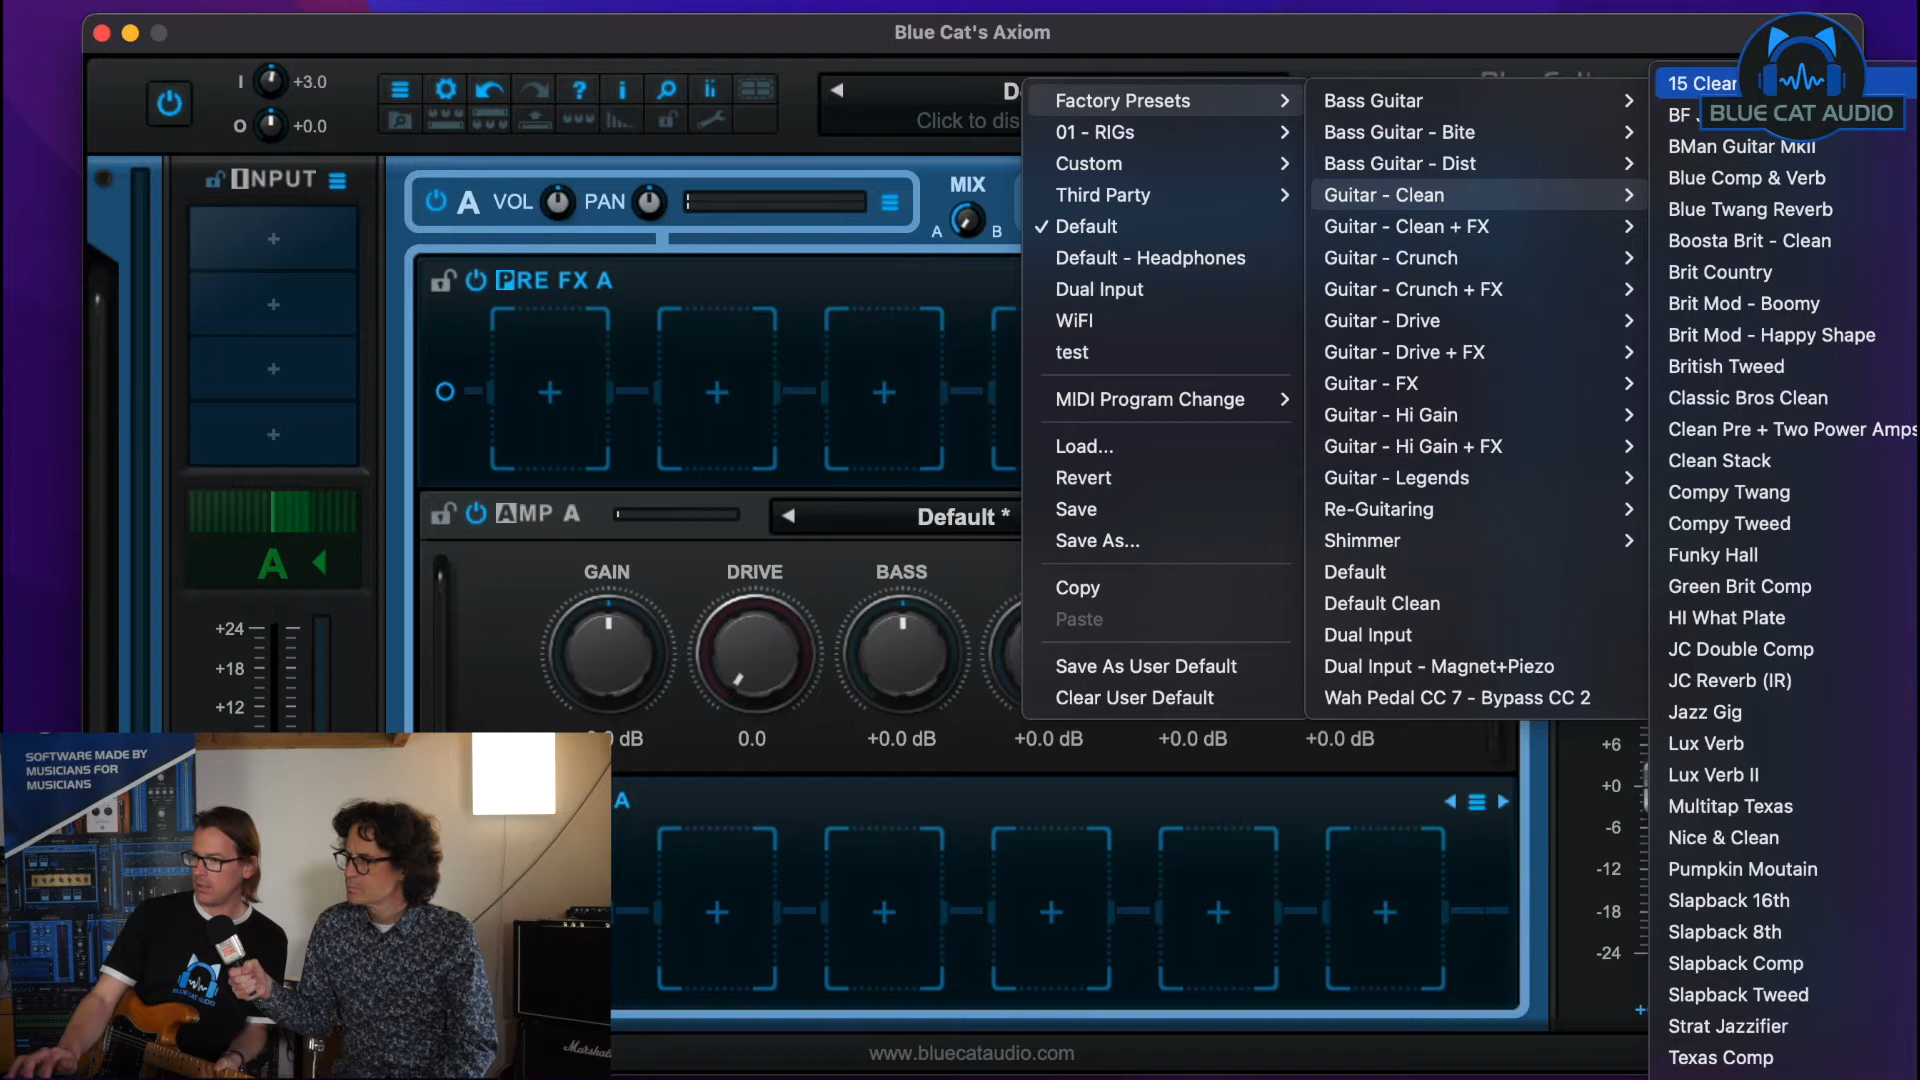 Blue Cat's Axiom
I +3.0
O +0.0
Click to dis
INPUT
A VOL PAN
MIX
A B
PRE FX A
AMP A
Default *
GAIN
DRIVE
BASS
0.0
+0.0 dB
+0.0 dB
+0.0 dB
+0.0 dB
A
+24
+18
+12
A
+6
+0
-6
-12
-18
-24
www.bluecataudio.com
Factory Presets
01 - RIGs
Custom
Third Party
✓ Default
Default - Headphones
Dual Input
WiFI
test
MIDI Program Change
Load...
Revert
Save
Save As...
Copy
Paste
Save As User Default
Clear User Default
Bass Guitar
Bass Guitar - Bite
Bass Guitar - Dist
Guitar - Clean
Guitar - Clean + FX
Guitar - Crunch
Guitar - Crunch + FX
Guitar - Drive
Guitar - Drive + FX
Guitar - FX
Guitar - Hi Gain
Guitar - Hi Gain + FX
Guitar - Legends
Re-Guitaring
Shimmer
Default
Default Clean
Dual Input
Dual Input - Magnet+Piezo
Wah Pedal CC 7 - Bypass CC 2
15 Clean
BF
BMan Guitar MkII
Blue Comp & Verb
Blue Twang Reverb
Boosta Brit - Clean
Brit Country
Brit Mod - Boomy
Brit Mod - Happy Shape
British Tweed
Classic Bros Clean
Clean Pre + Two Power Amps
Clean Stack
Compy Twang
Compy Tweed
Funky Hall
Green Brit Comp
HI What Plate
JC Double Comp
JC Reverb (IR)
Jazz Gig
Lux Verb
Lux Verb II
Multitap Texas
Nice & Clean
Pumpkin Moutain
Slapback 16th
Slapback 8th
Slapback Comp
Slapback Tweed
Strat Jazzifier
Texas Comp
BLUE CAT AUDIO
SOFTWARE MADE BY
MUSICIANS FOR
MUSICIANS
BLUE CAT AUDIO
Marshall